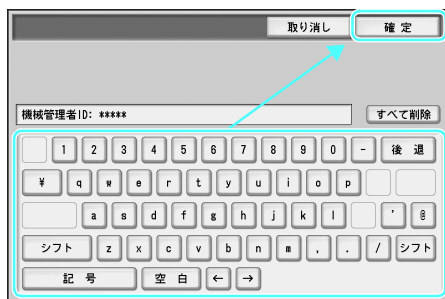 取り消し 確 定
機械管理者ID: ***** すべて削除
1 2 3 4 5 6 7 8 9 0 - 後 退
¥ q w e r t y u i o p
a s d f g h j k l ' @
シフト z x c v b n m , . / シフト
記 号 空 白 ← →